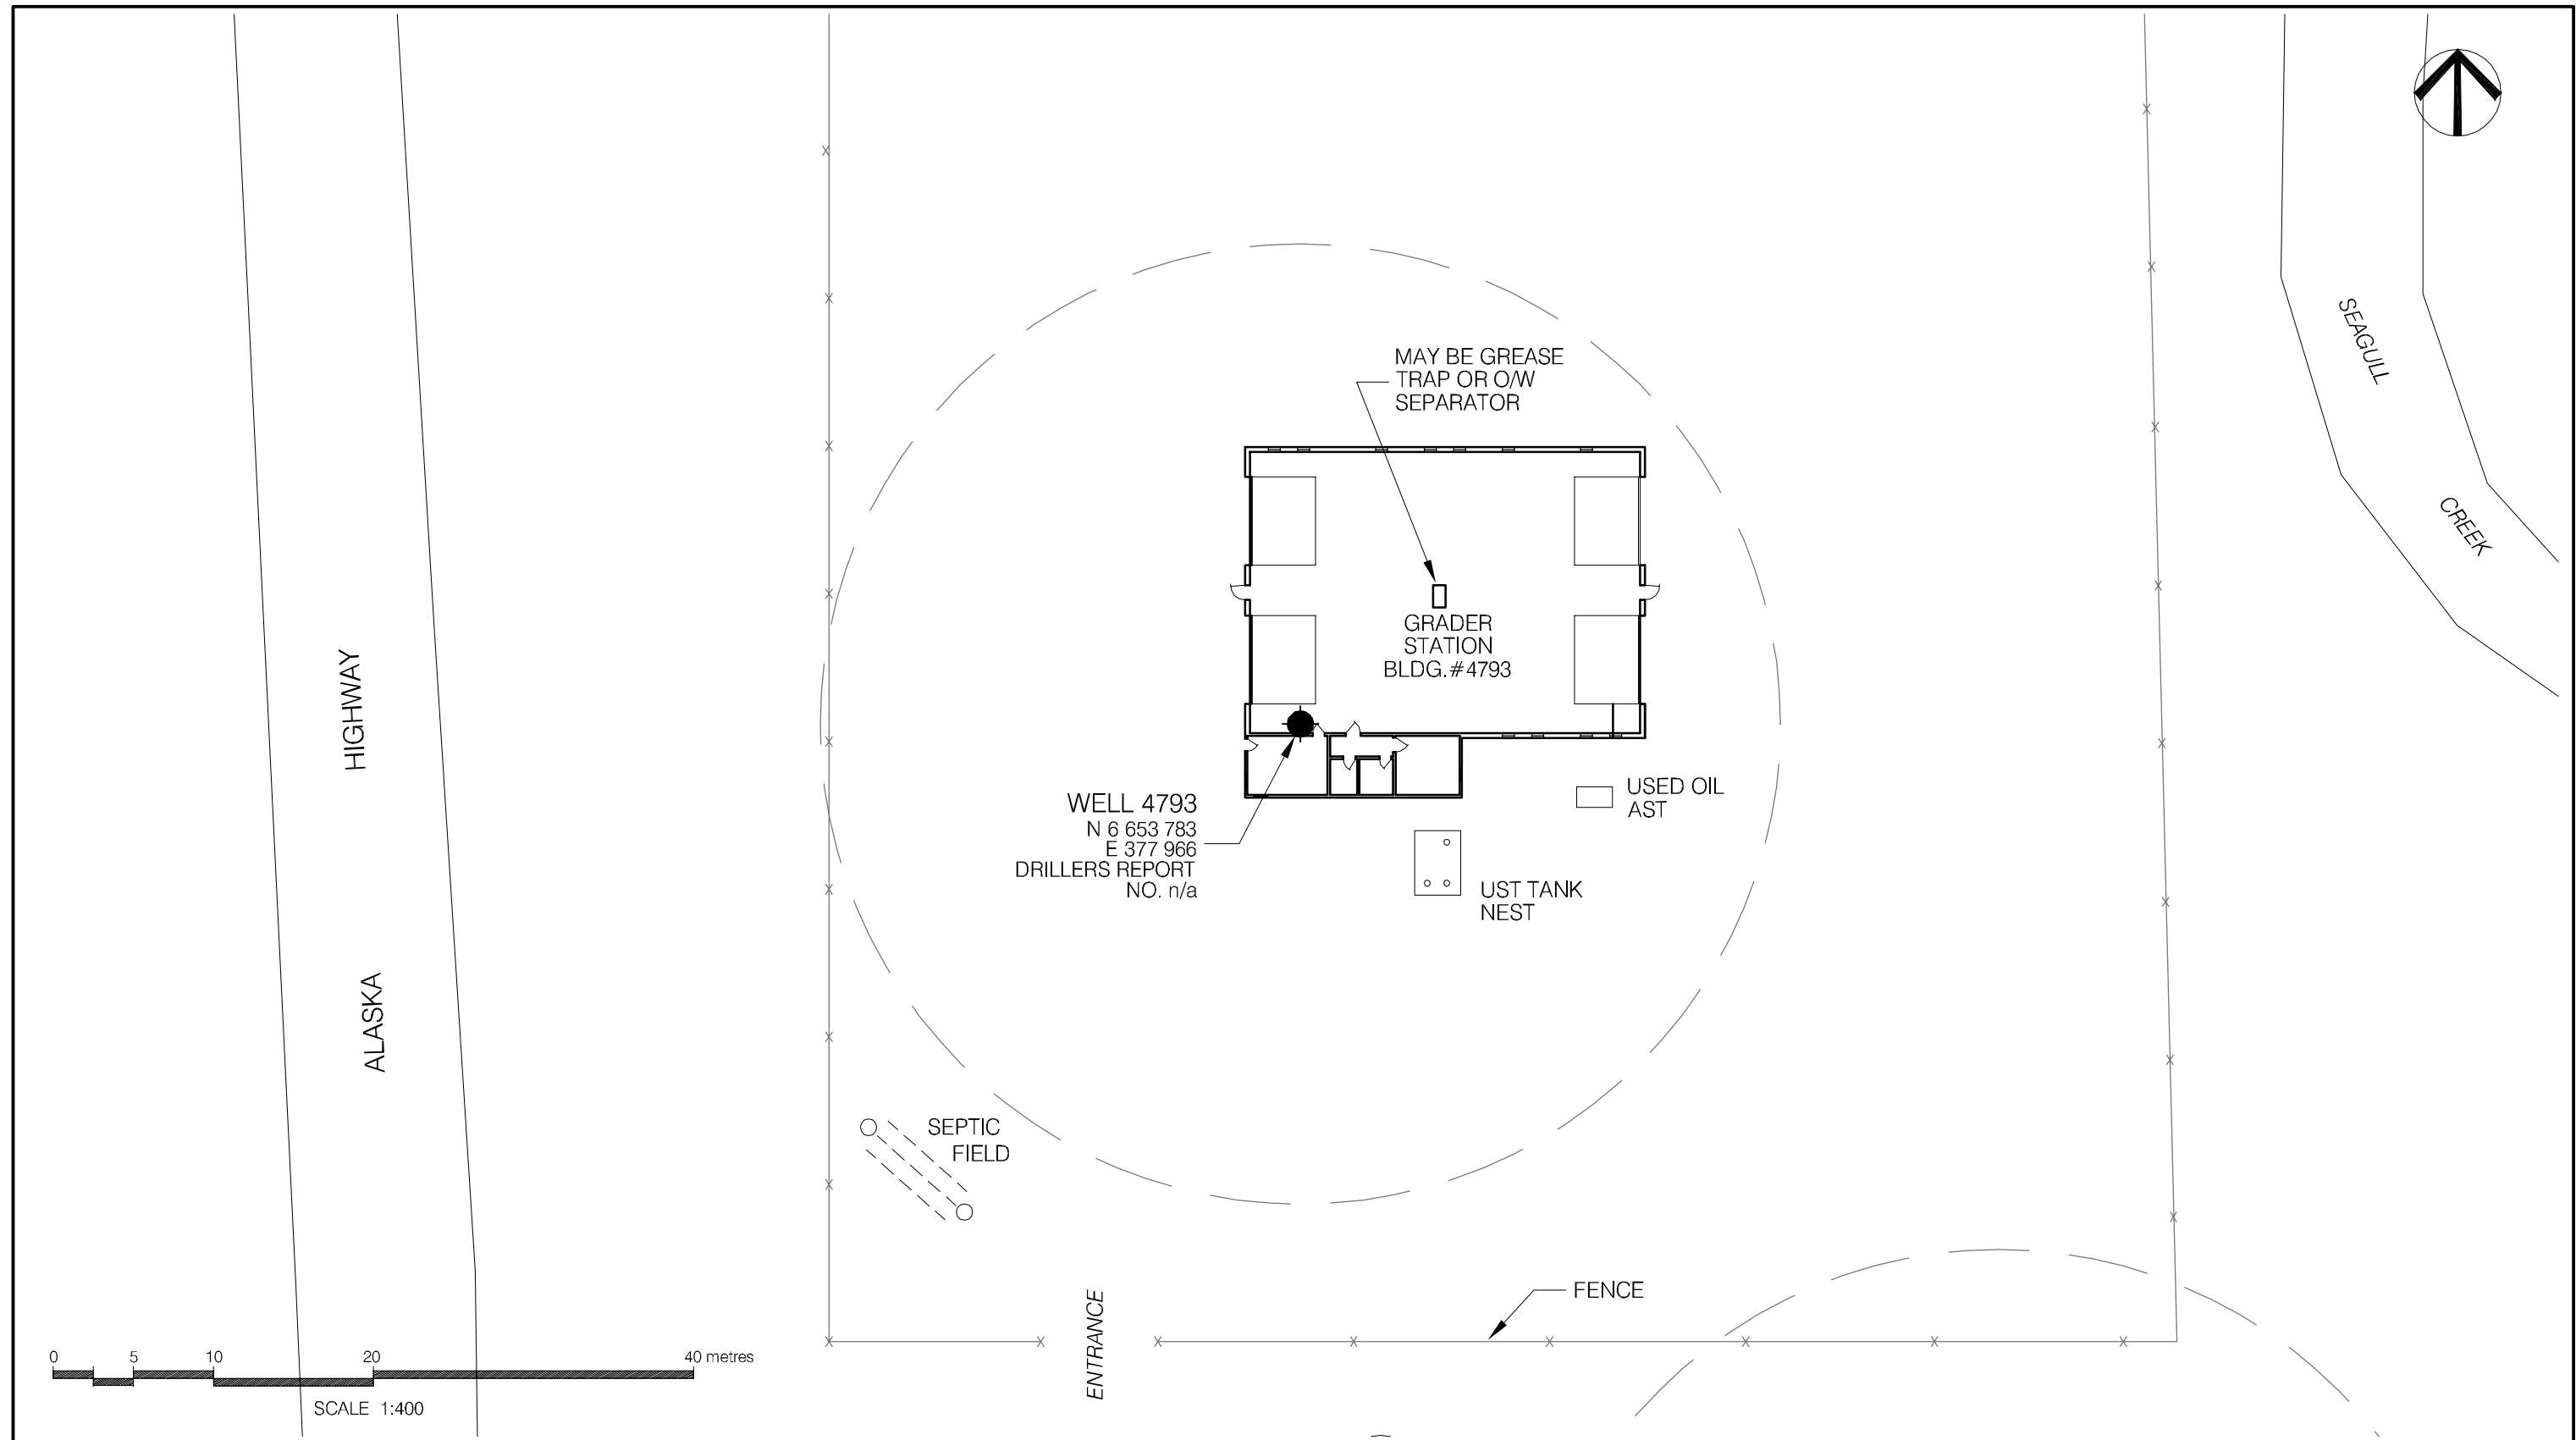 MAY BE GREASE
TRAP OR O/W
SEPARATOR
SEAGULL
CREEK
GRADER
STATION
BLDG.#4793
HIGHWAY
ALASKA
WELL 4793
N 6 653 783
E 377 966
DRILLERS REPORT
NO. n/a
USED OIL
AST
UST TANK
NEST
SEPTIC
FIELD
FENCE
ENTRANCE
0 5 10 20 40 metres
SCALE 1:400